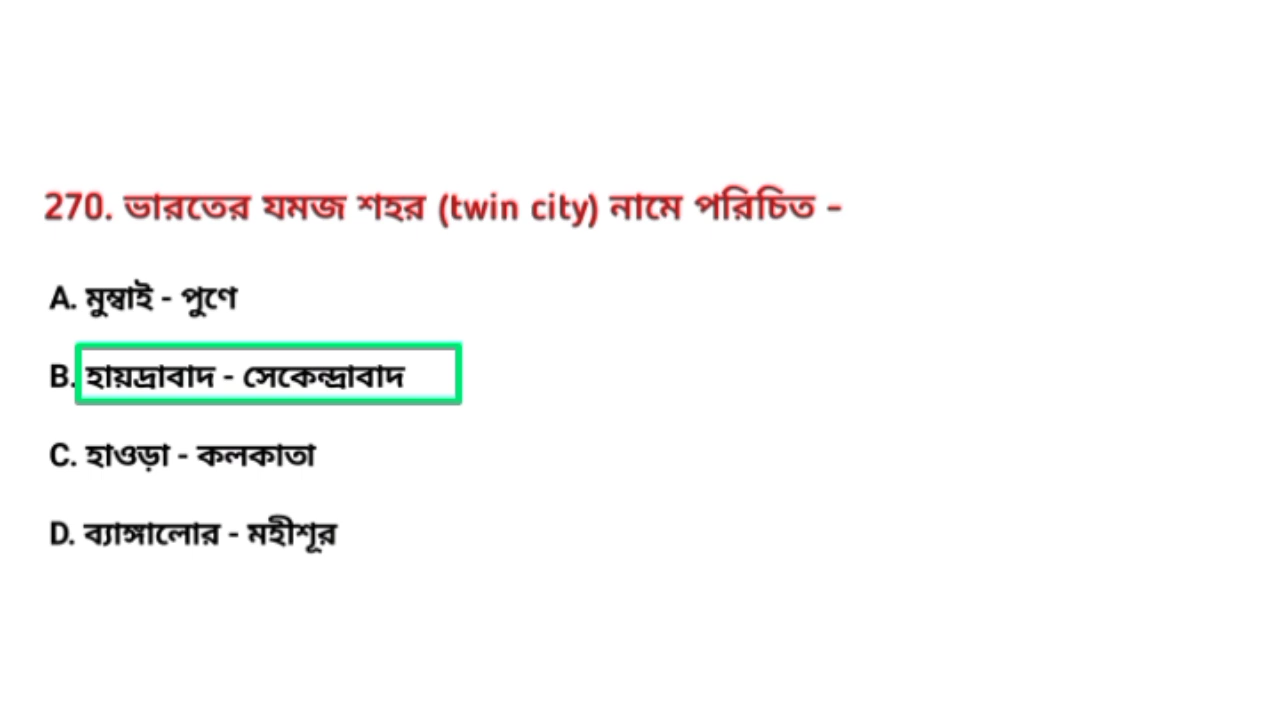 270. ভারতের যমজ শহর (twin city) নামে পরিচিত -
A. মুম্বাই - পুণে
B. হায়দ্রাবাদ - সেকেন্দ্রাবাদ
C. হাওড়া - কলকাতা
D. ব্যাঙ্গালোর - মহীশূর